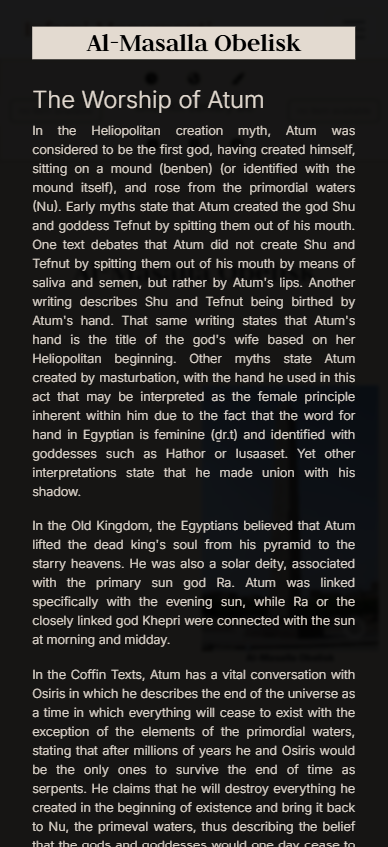 Al-Masalla Obelisk
The Worship of Atum
In the Heliopolitan creation myth, Atum was
considered to be the first god, having created himself,
sitting on a mound (benben) (or identified with the
mound itself), and rose from the primordial waters
(Nu). Early myths state that Atum created the god Shu
and goddess Tefnut by spitting them out of his mouth.
One text debates that Atum did not create Shu and
Tefnut by spitting them out of his mouth by means of
saliva and semen, but rather by Atum's lips. Another
writing describes Shu and Tefnut being birthed by
Atum's hand. That same writing states that Atum's
hand is the title of the god's wife based on her
Heliopolitan beginning. Other myths state Atum
created by masturbation, with the hand he used in this
act that may be interpreted as the female principle
inherent within him due to the fact that the word for
hand in Egyptian is feminine (ḏr.t) and identified with
goddesses such as Hathor or Iusaaset. Yet other
interpretations state that he made union with his
shadow.
In the Old Kingdom, the Egyptians believed that Atum
lifted the dead king's soul from his pyramid to the
starry heavens. He was also a solar deity, associated
with the primary sun god Ra. Atum was linked
specifically with the evening sun, while Ra or the
closely linked god Khepri were connected with the sun
at morning and midday.
In the Coffin Texts, Atum has a vital conversation with
Osiris in which he describes the end of the universe as
a time in which everything will cease to exist with the
exception of the elements of the primordial waters,
stating that after millions of years he and Osiris would
be the only ones to survive the end of time as
serpents. He claims that he will destroy everything he
created in the beginning of existence and bring it back
to Nu, the primeval waters, thus describing the belief
that the gods and goddesses would one day cease to